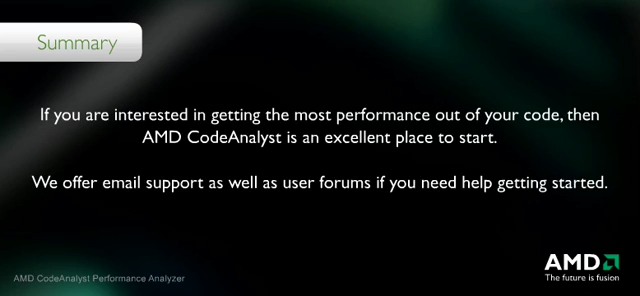 Summary
If you are interested in getting the most performance out of your code, then
AMD CodeAnalyst is an excellent place to start.
We offer email support as well as user forums if you need help getting started.
AMD CodeAnalyst Performance Analyzer
AMD
The future is fusion